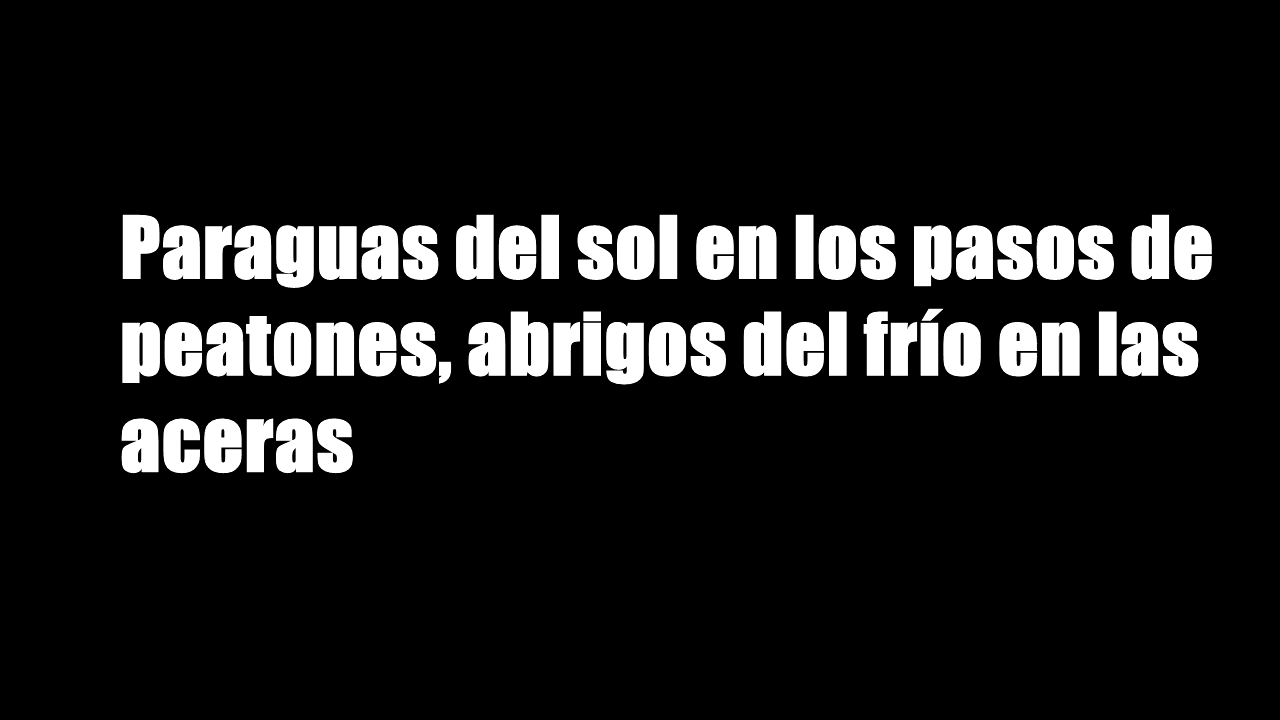 Paraguas del sol en los pasos de
peatones, abrigos del frío en las
aceras